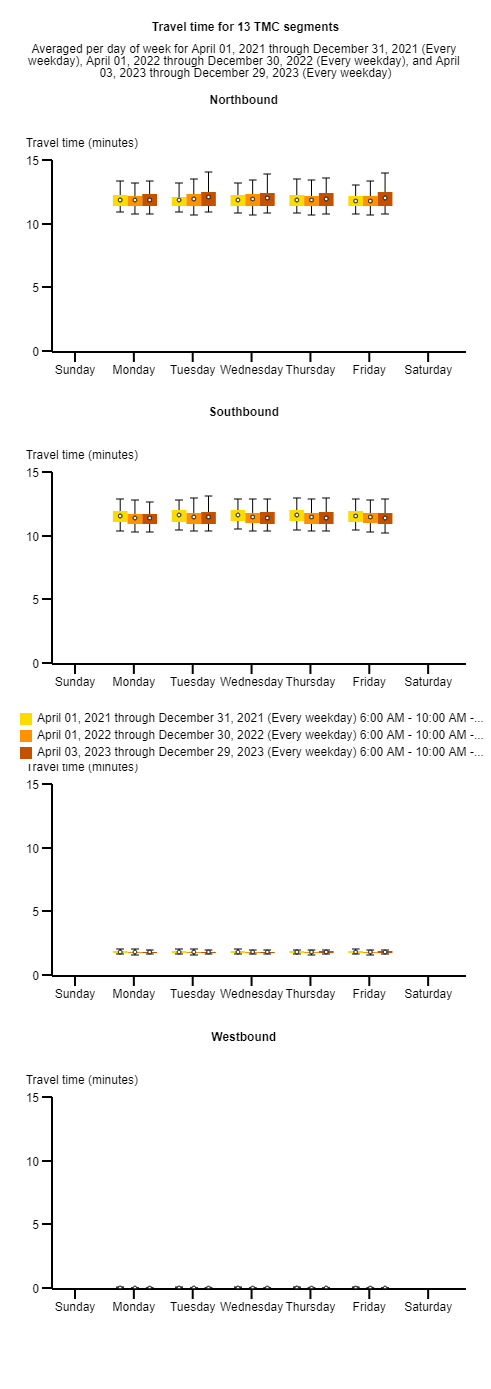 Travel time for 13 TMC segments
Averaged per day of week for April 01, 2021 through December 31, 2021 (Every
weekday), April 01, 2022 through December 30, 2022 (Every weekday), and April
03, 2023 through December 29, 2023 (Every weekday)
Northbound
Travel time (minutes)
15
10
5
0
Sunday Monday Tuesday Wednesday Thursday Friday Saturday
Southbound
Travel time (minutes)
15
10
5
0
Sunday Monday Tuesday Wednesday Thursday Friday Saturday
April 01, 2021 through December 31, 2021 (Every weekday) 6:00 AM - 10:00 AM -...
April 01, 2022 through December 30, 2022 (Every weekday) 6:00 AM - 10:00 AM -...
April 03, 2023 through December 29, 2023 (Every weekday) 6:00 AM - 10:00 AM -...
Travel time (minutes)
15
10
5
0
Sunday Monday Tuesday Wednesday Thursday Friday Saturday
Westbound
Travel time (minutes)
15
10
5
0
Sunday Monday Tuesday Wednesday Thursday Friday Saturday